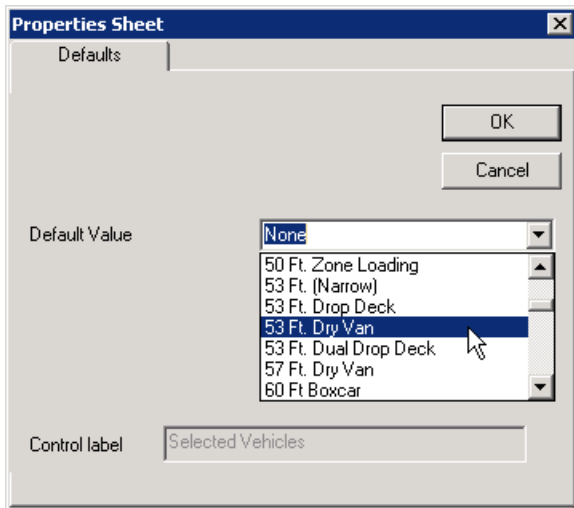 Properties Sheet
Defaults
OK
Cancel
Default Value
None
50 Ft. Zone Loading
53 Ft. (Narrow)
53 Ft. Drop Deck
53 Ft. Dry Van
53 Ft. Dual Drop Deck
57 Ft. Dry Van
60 Ft Boxcar
Control label
Selected Vehicles